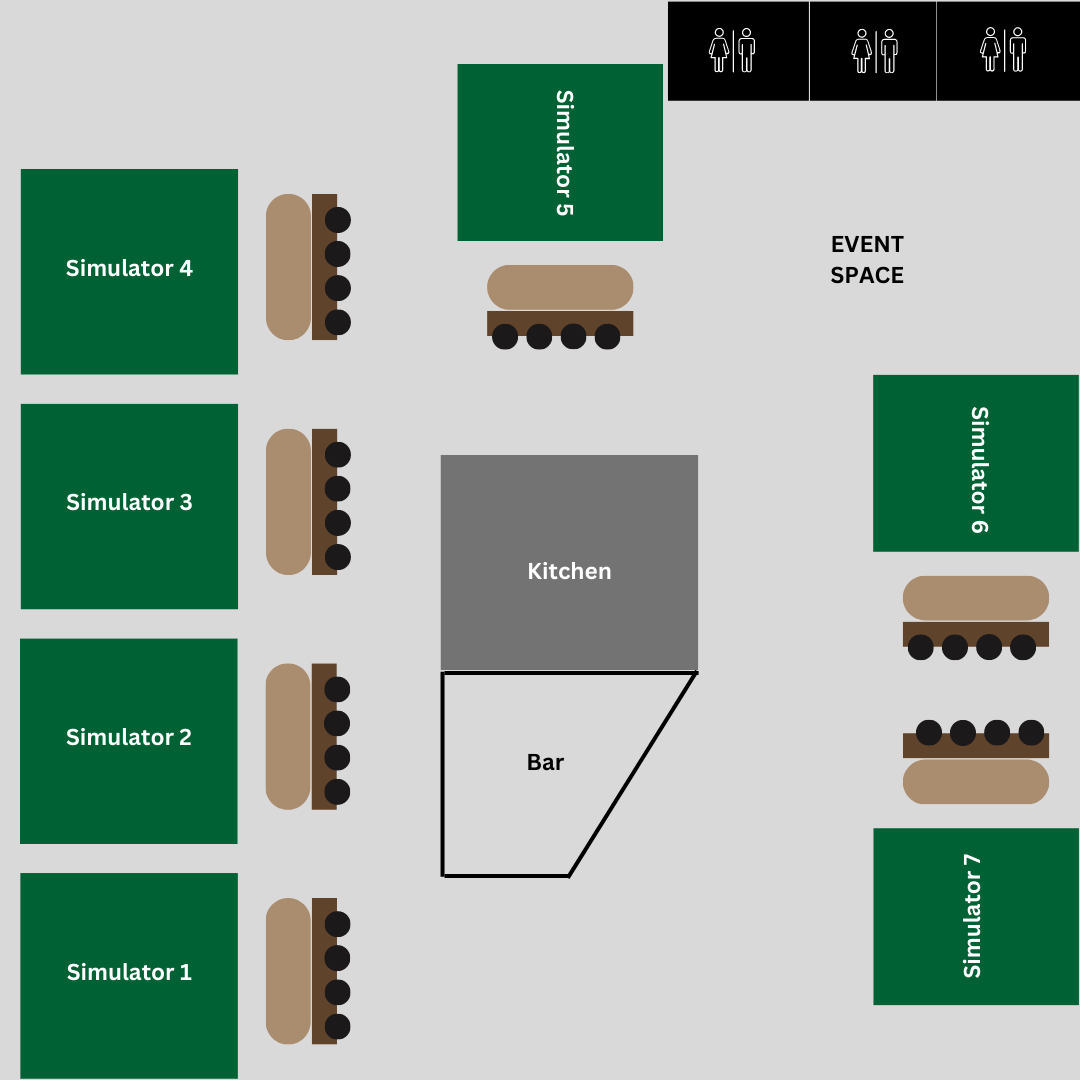 Simulator 5
EVENT
SPACE
Simulator 4
Simulator 3
Kitchen
Simulator 6
Simulator 2
Bar
Simulator 7
Simulator 1